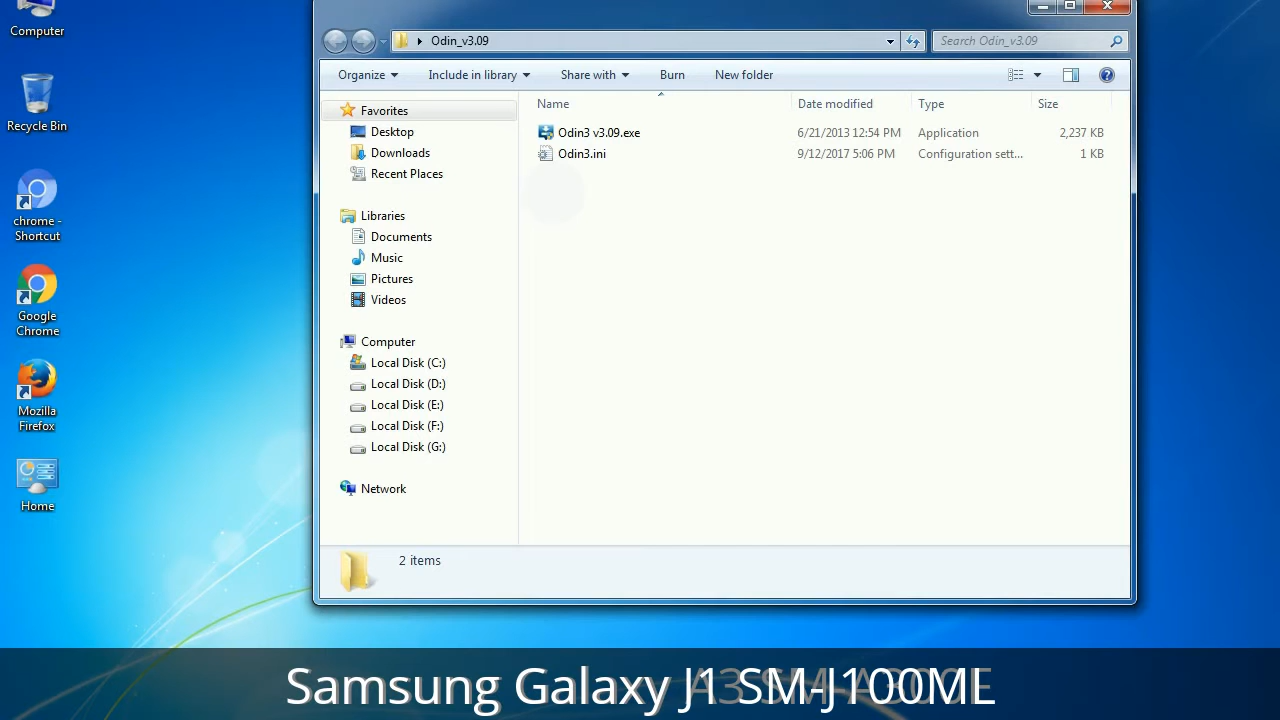 Computer
Recycle Bin
chrome -
Shortcut
Google
Chrome
Mozilla
Firefox
Home
Odin_v3.09
Search Odin_v3.09
Organize
Include in library
Share with
Burn
New folder
Favorites
Desktop
Downloads
Recent Places
Libraries
Documents
Music
Pictures
Videos
Computer
Local Disk (C:)
Local Disk (D:)
Local Disk (E:)
Local Disk (F:)
Local Disk (G:)
Network
Name Date modified Type Size
Odin3 v3.09.exe 6/21/2013 12:54 PM Application 2,237 KB
Odin3.ini 9/12/2017 5:06 PM Configuration sett... 1 KB
2 items
Samsung Galaxy J1 SM-J100ML